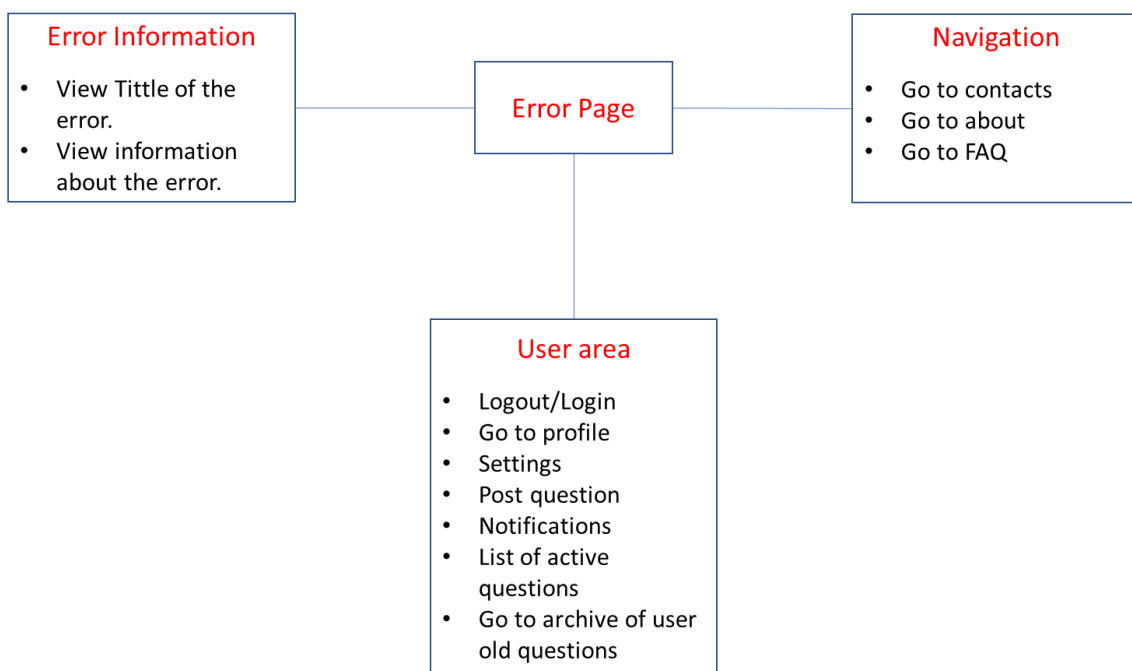 Error Information
• View Tittle of the
error.
• View information
about the error.
Error Page
Navigation
• Go to contacts
• Go to about
• Go to FAQ
User area
• Logout/Login
• Go to profile
• Settings
• Post question
• Notifications
• List of active
questions
• Go to archive of user
old questions